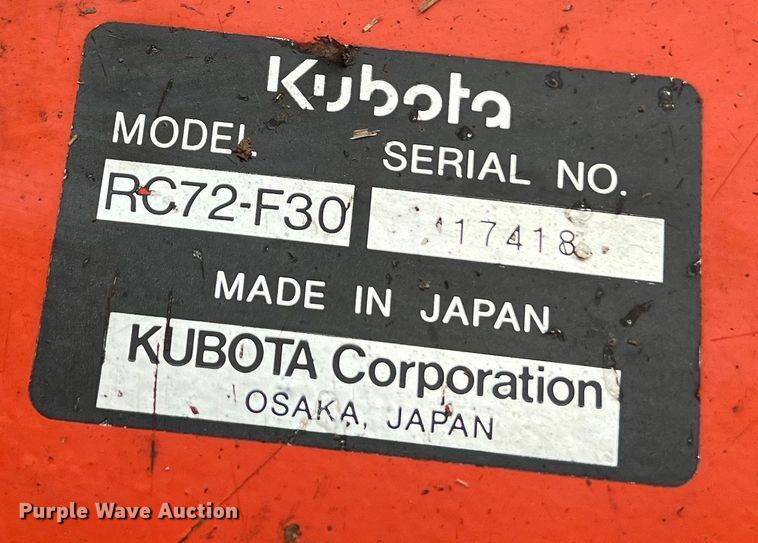 Kubota
MODEL SERIAL NO.
RC72-F30 17418
MADE IN JAPAN
KUBOTA Corporation
OSAKA, JAPAN
Purple Wave Auction